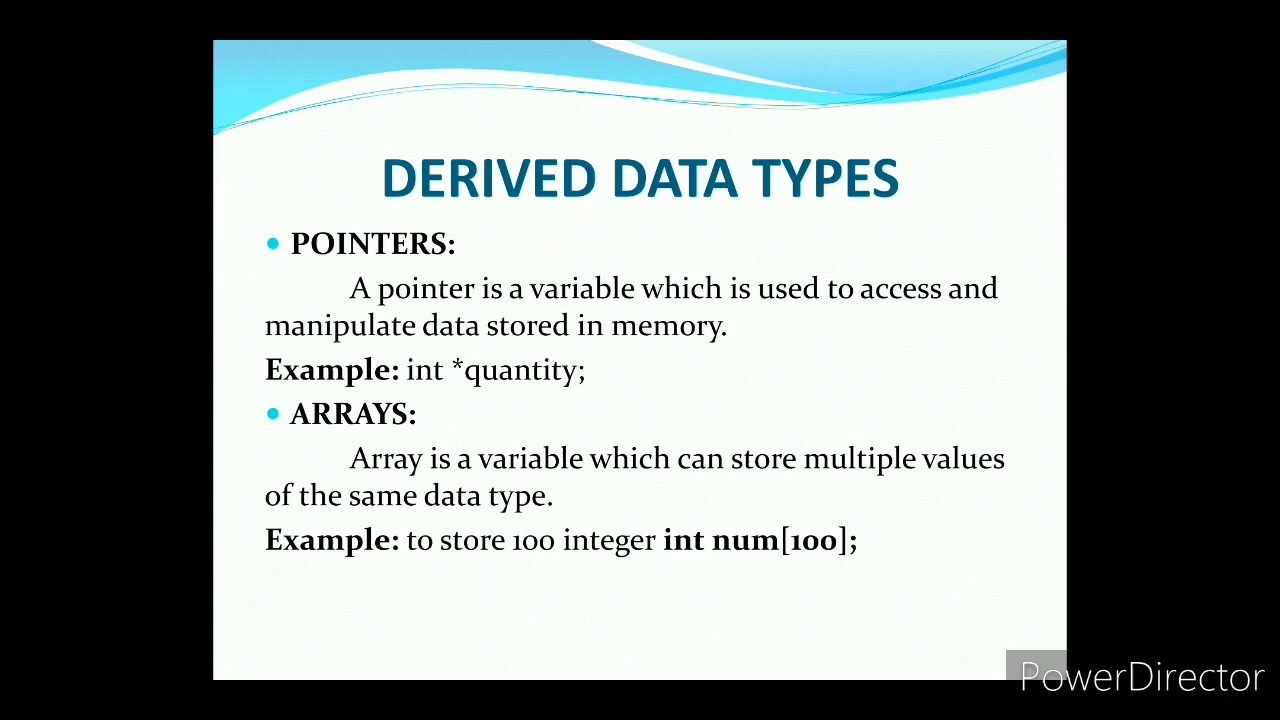 DERIVED DATA TYPES
• POINTERS:
A pointer is a variable which is used to access and
manipulate data stored in memory.
Example: int *quantity;
• ARRAYS:
Array is a variable which can store multiple values
of the same data type.
Example: to store 100 integer int num[100];
PowerDirector